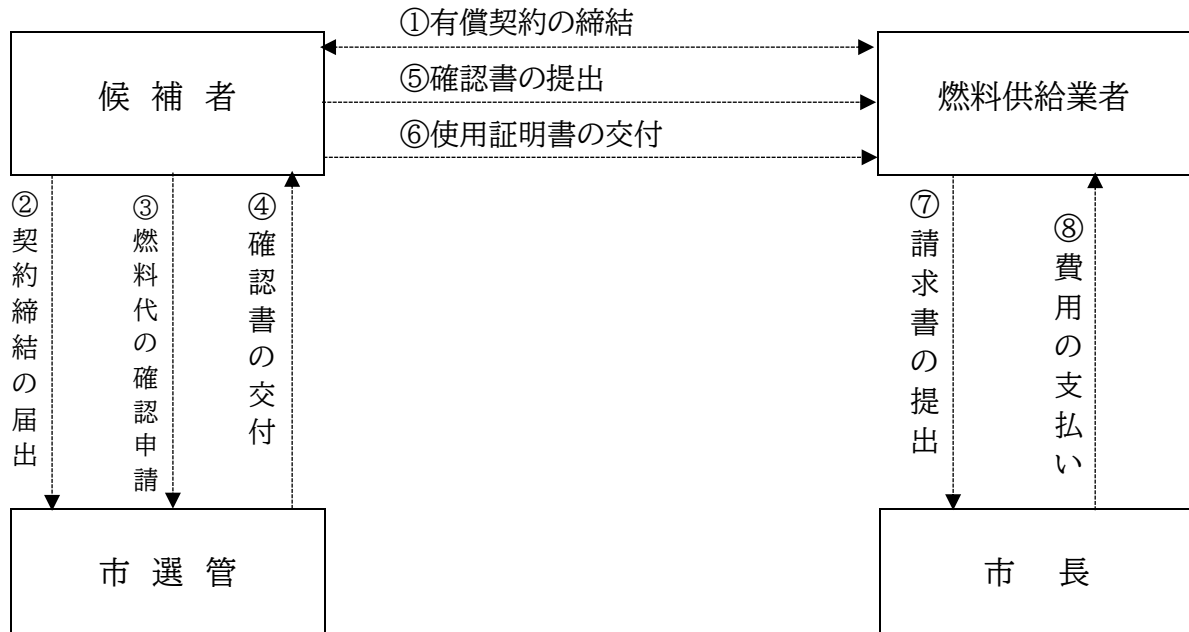 ①有償契約の締結
候補者
⑤確認書の提出
燃料供給業者
⑥使用証明書の交付
②契約締結の届出
③燃料代の確認申請
④確認書の交付
⑦請求書の提出
⑧費用の支払い
市選管
市長